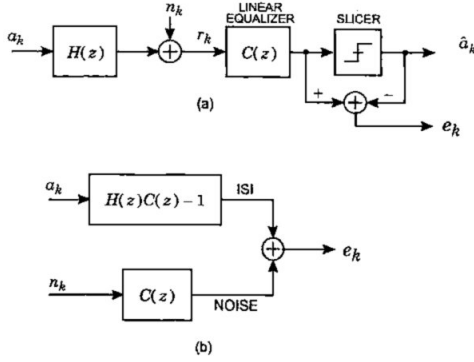 n_k
LINEAR EQUALIZER
SLICER
a_k
H(z)
r_k
C(z)
â_k
+
−
(a)
e_k
a_k
H(z)C(z)−1
ISI
e_k
n_k
C(z)
NOISE
(b)